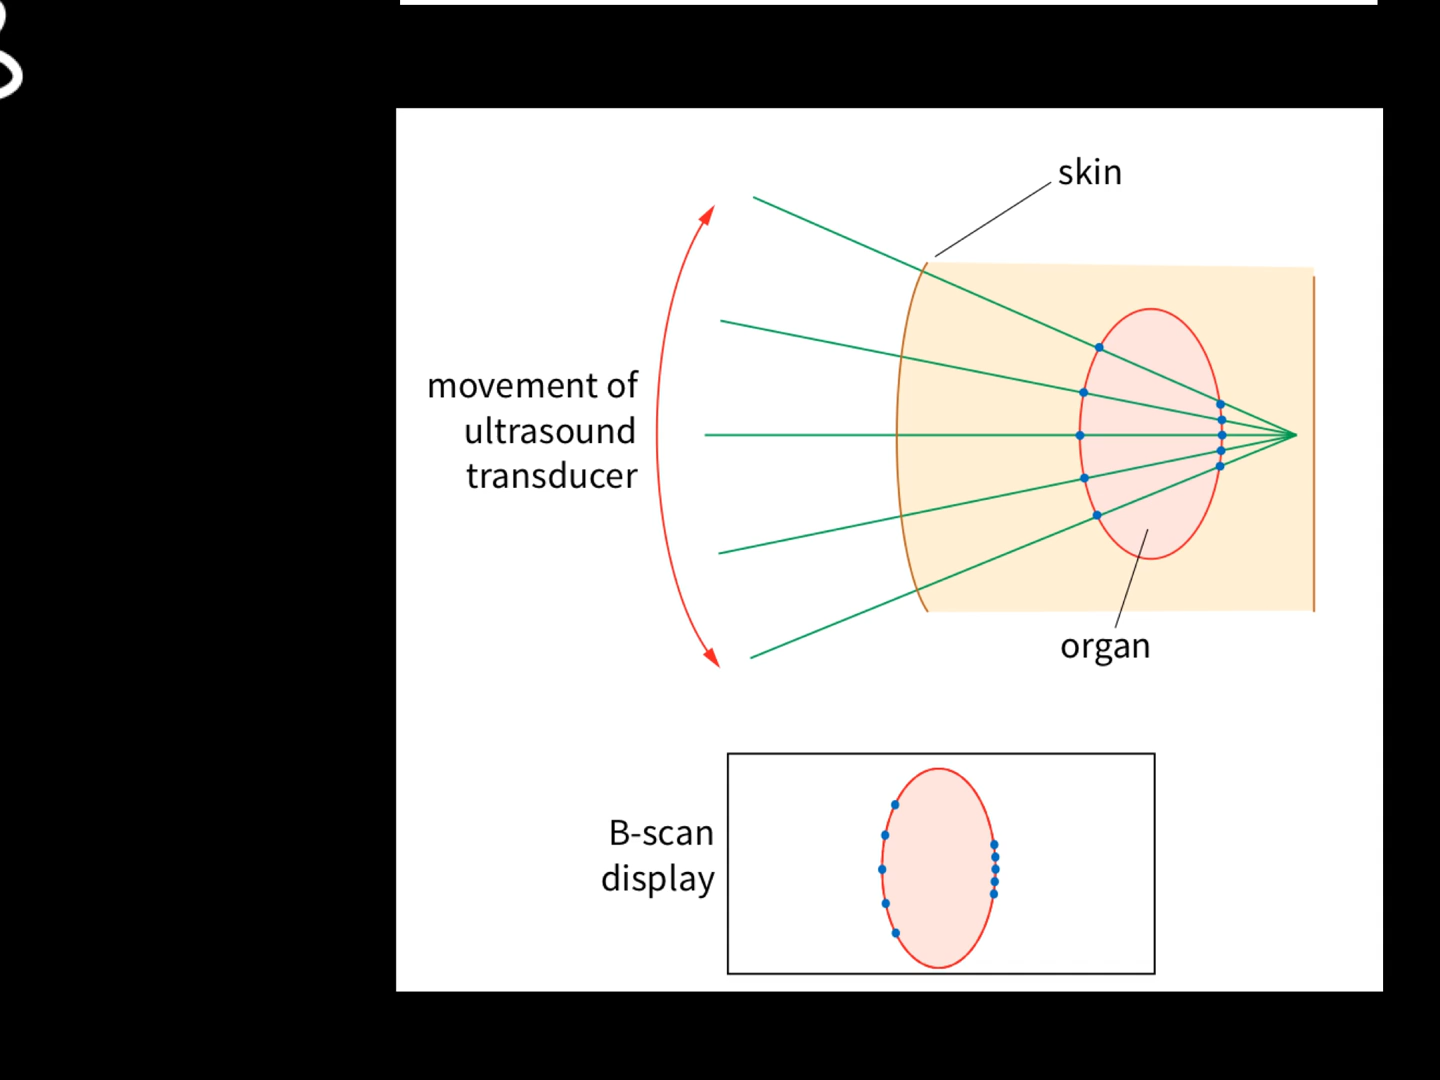 skin
movement of
ultrasound
transducer
organ
B-scan
display